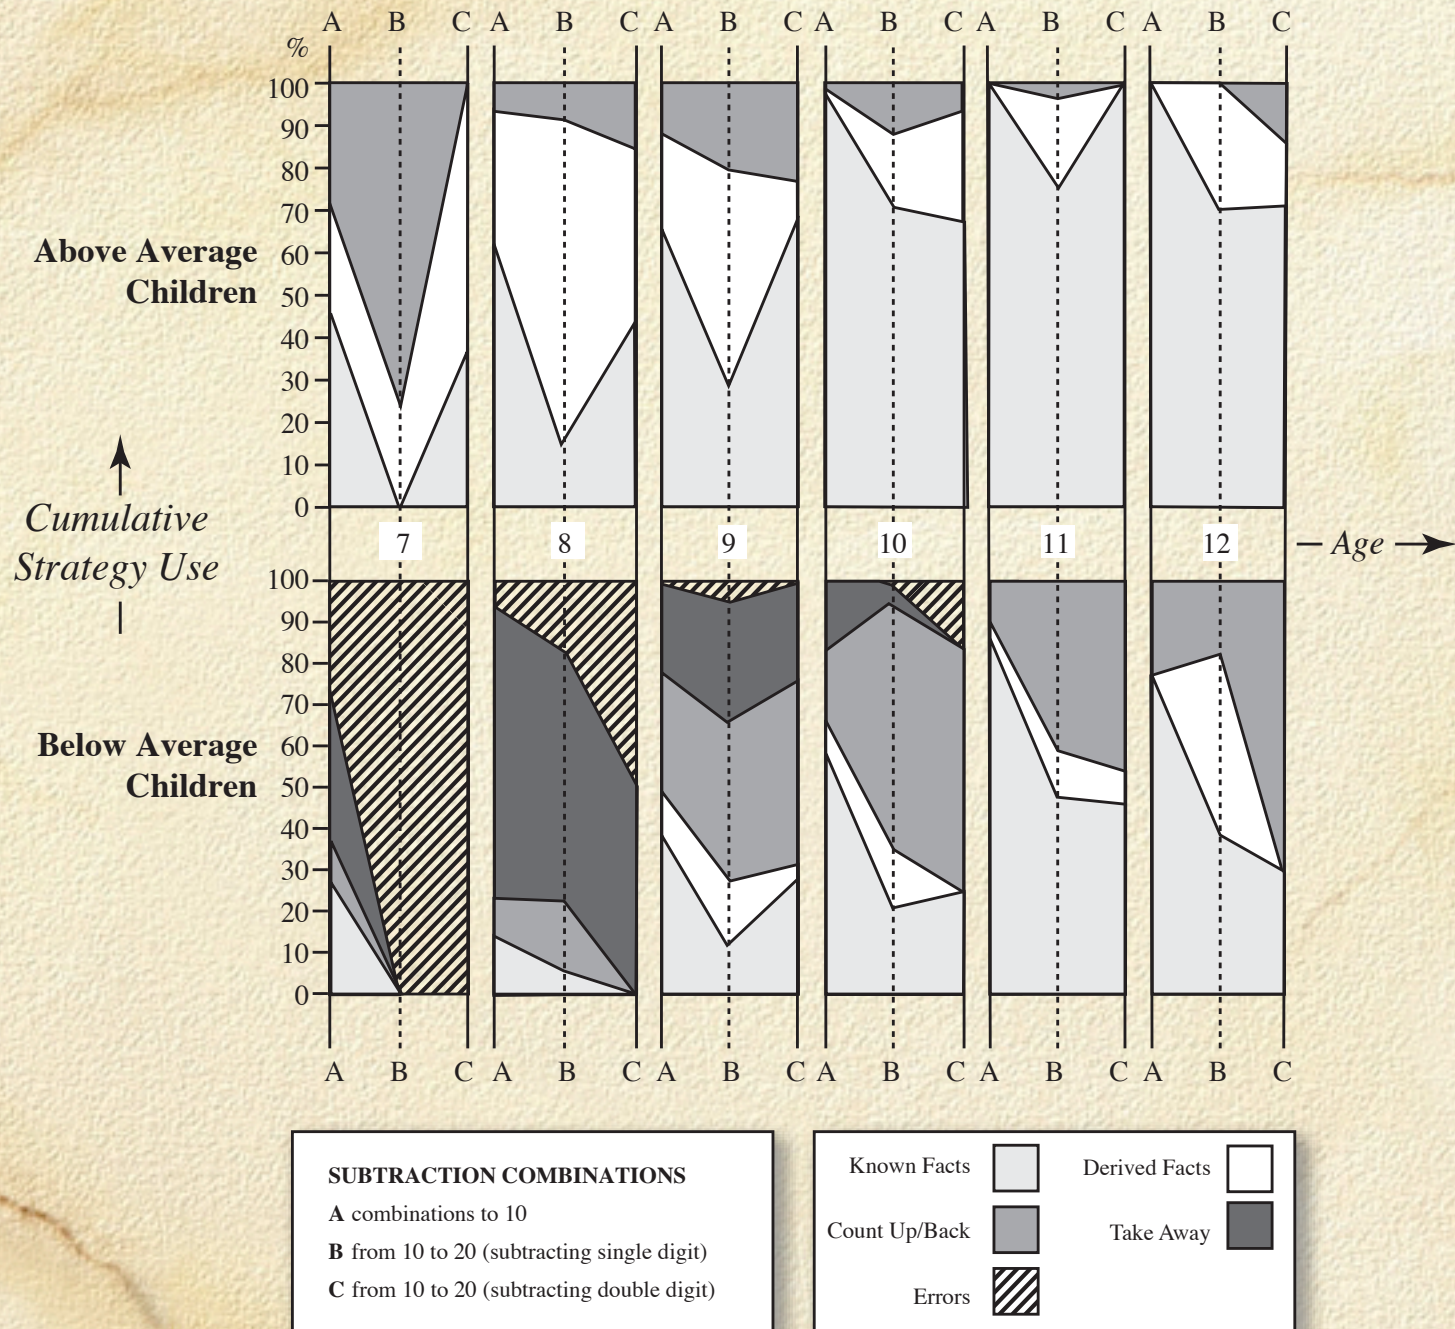 A B C A B C A B C A B C A B C A B C
%
100
90
80
70
60
50
40
30
20
10
0
Above Average
Children
Cumulative
Strategy Use
7 8 9 10 11 12
Age
100
90
80
70
60
50
40
30
20
10
0
Below Average
Children
A B C A B C A B C A B C A B C A B C
SUBTRACTION COMBINATIONS
A combinations to 10
B from 10 to 20 (subtracting single digit)
C from 10 to 20 (subtracting double digit)
Known Facts
Derived Facts
Count Up/Back
Take Away
Errors